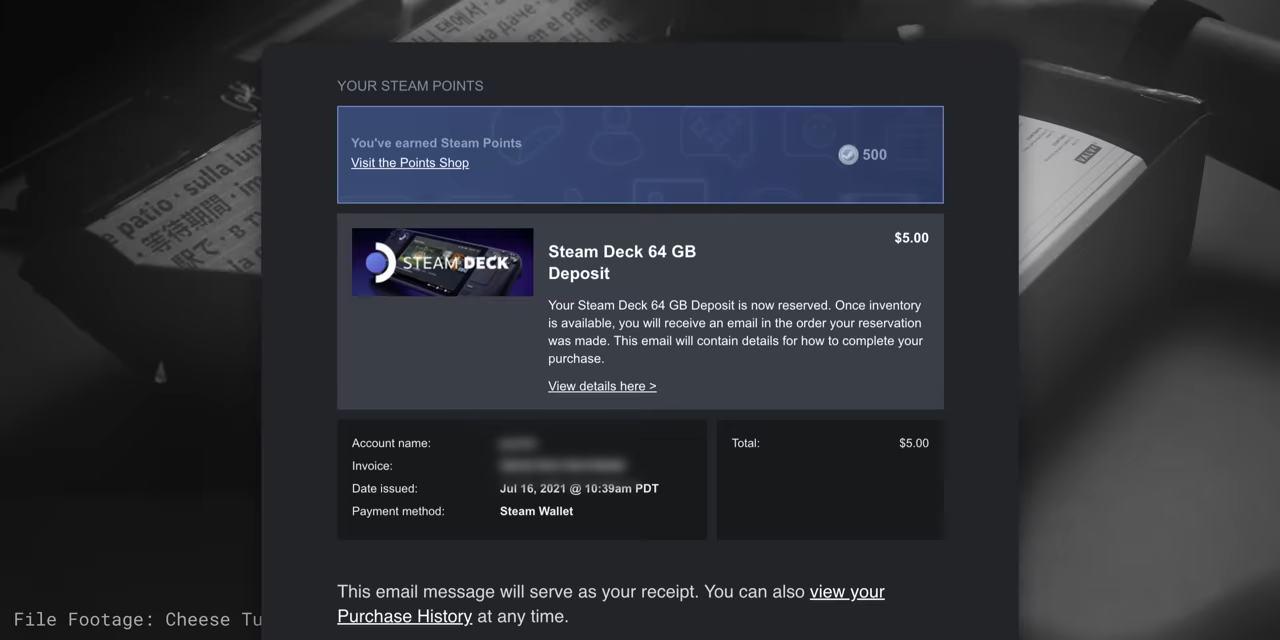 YOUR STEAM POINTS
You've earned Steam Points
Visit the Points Shop
500
STEAM DECK
Steam Deck 64 GB
Deposit
$5.00
Your Steam Deck 64 GB Deposit is now reserved. Once inventory
is available, you will receive an email in the order your reservation
was made. This email will contain details for how to complete your
purchase.
View details here >
Account name:
Invoice:
Date issued: Jul 16, 2021 @ 10:39am PDT
Payment method: Steam Wallet
Total: $5.00
This email message will serve as your receipt. You can also view your
Purchase History at any time.
File Footage: Cheese Tu
sulla
patio
等待期間